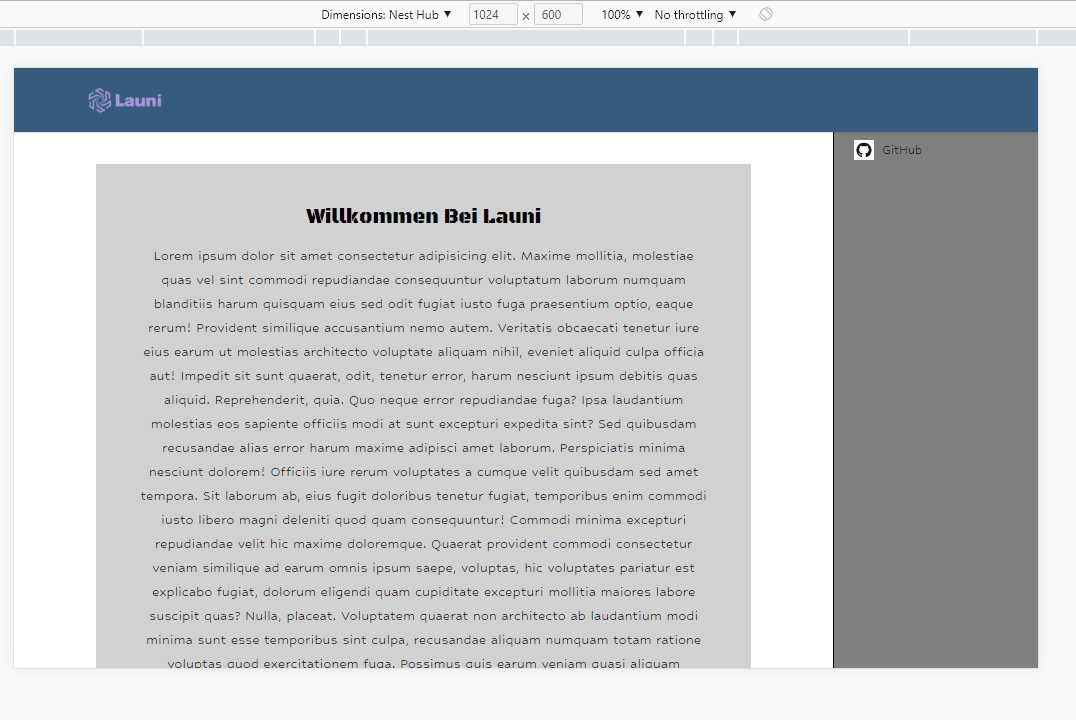 Dimensions: Nest Hub ▼ 1024 × 600 100% ▼ No throttling ▼
Launi
GitHub
Willkommen Bei Launi
Lorem ipsum dolor sit amet consectetur adipisicing elit. Maxime mollitia, molestiae
quas vel sint commodi repudiandae consequuntur voluptatum laborum numquam
blanditiis harum quisquam eius sed odit fugiat iusto fuga praesentium optio, eaque
rerum! Provident similique accusantium nemo autem. Veritatis obcaecati tenetur iure
eius earum ut molestias architecto voluptate aliquam nihil, eveniet aliquid culpa officia
aut! Impedit sit sunt quaerat, odit, tenetur error, harum nesciunt ipsum debitis quas
aliquid. Reprehenderit, quia. Quo neque error repudiandae fuga? Ipsa laudantium
molestias eos sapiente officiis modi at sunt excepturi expedita sint? Sed quibusdam
recusandae alias error harum maxime adipisci amet laborum. Perspiciatis minima
nesciunt dolorem! Officiis iure rerum voluptates a cumque velit quibusdam sed amet
tempora. Sit laborum ab, eius fugit doloribus tenetur fugiat, temporibus enim commodi
iusto libero magni deleniti quod quam consequuntur! Commodi minima excepturi
repudiandae velit hic maxime doloremque. Quaerat provident commodi consectetur
veniam similique ad earum omnis ipsum saepe, voluptas, hic voluptates pariatur est
explicabo fugiat, dolorum eligendi quam cupiditate excepturi mollitia maiores labore
suscipit quas? Nulla, placeat. Voluptatem quaerat non architecto ab laudantium modi
minima sunt esse temporibus sint culpa, recusandae aliquam numquam totam ratione
voluptas quod exercitationem fuga. Possimus quis earum veniam quasi aliquam